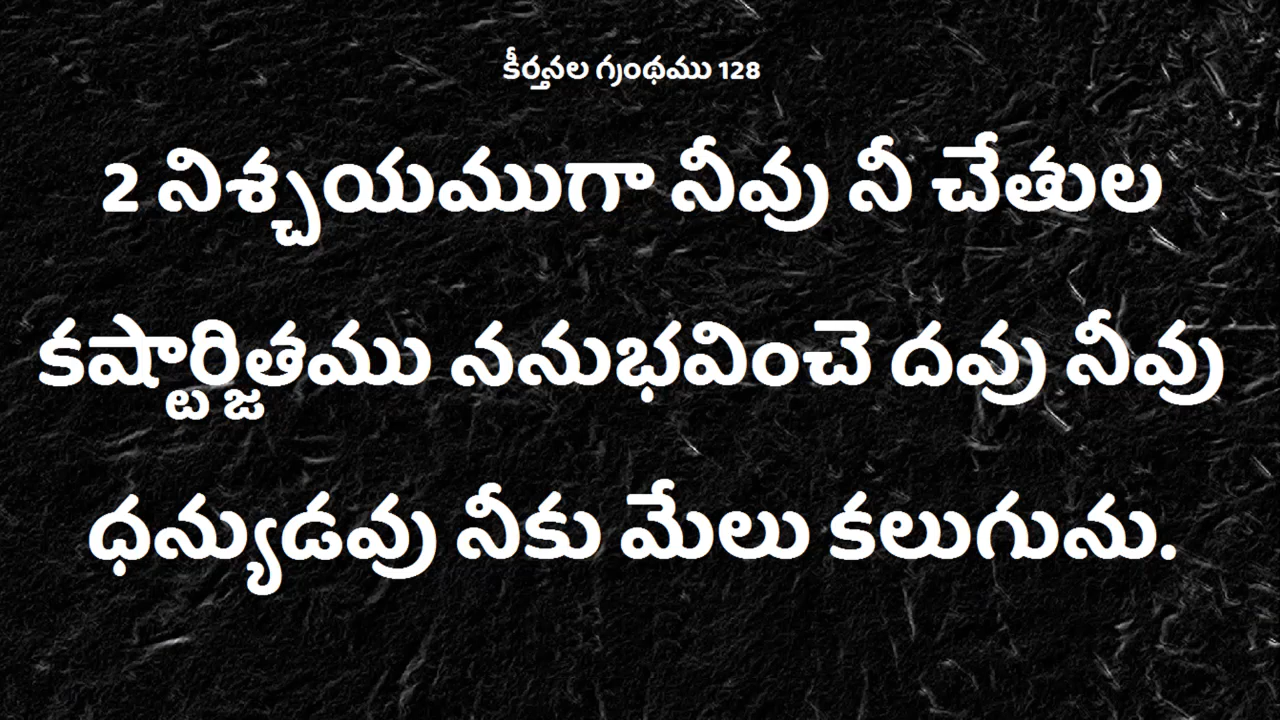 కీర్తనల గ్రంథము 128
2 నిశ్చయముగా నీవు నీ చేతుల
కష్టార్జితము ననుభవించె దవు నీవు
ధన్యుడవు నీకు మేలు కలుగును.